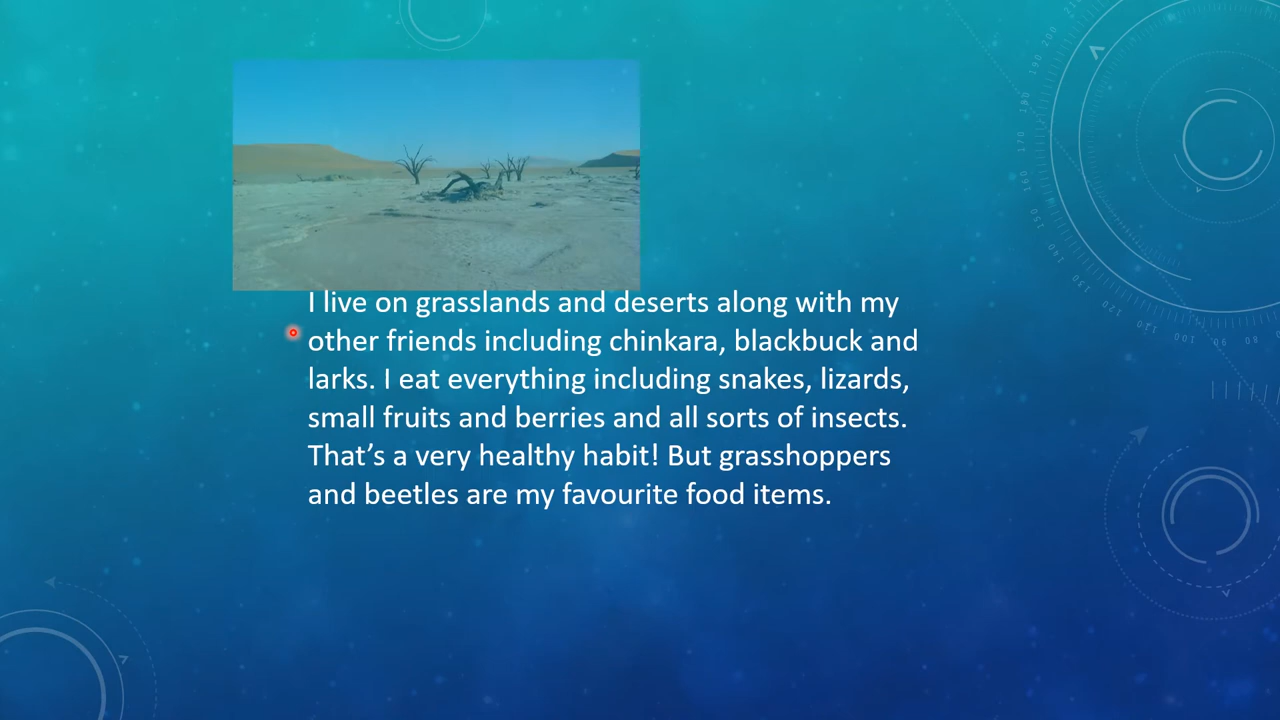 I live on grasslands and deserts along with my
other friends including chinkara, blackbuck and
larks. I eat everything including snakes, lizards,
small fruits and berries and all sorts of insects.
That’s a very healthy habit! But grasshoppers
and beetles are my favourite food items.